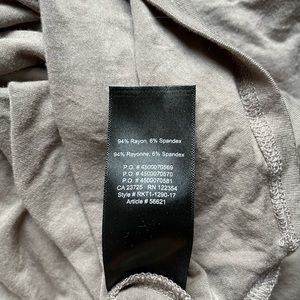 94% Rayon, 6% Spandex
94% Rayonne, 6% Spandex
P.O. # 4500070569
P.O. # 4500070570
P.O. # 4500070581
CA 23725 RN 122354
Style # RKT1-1290-17
Article # 56621